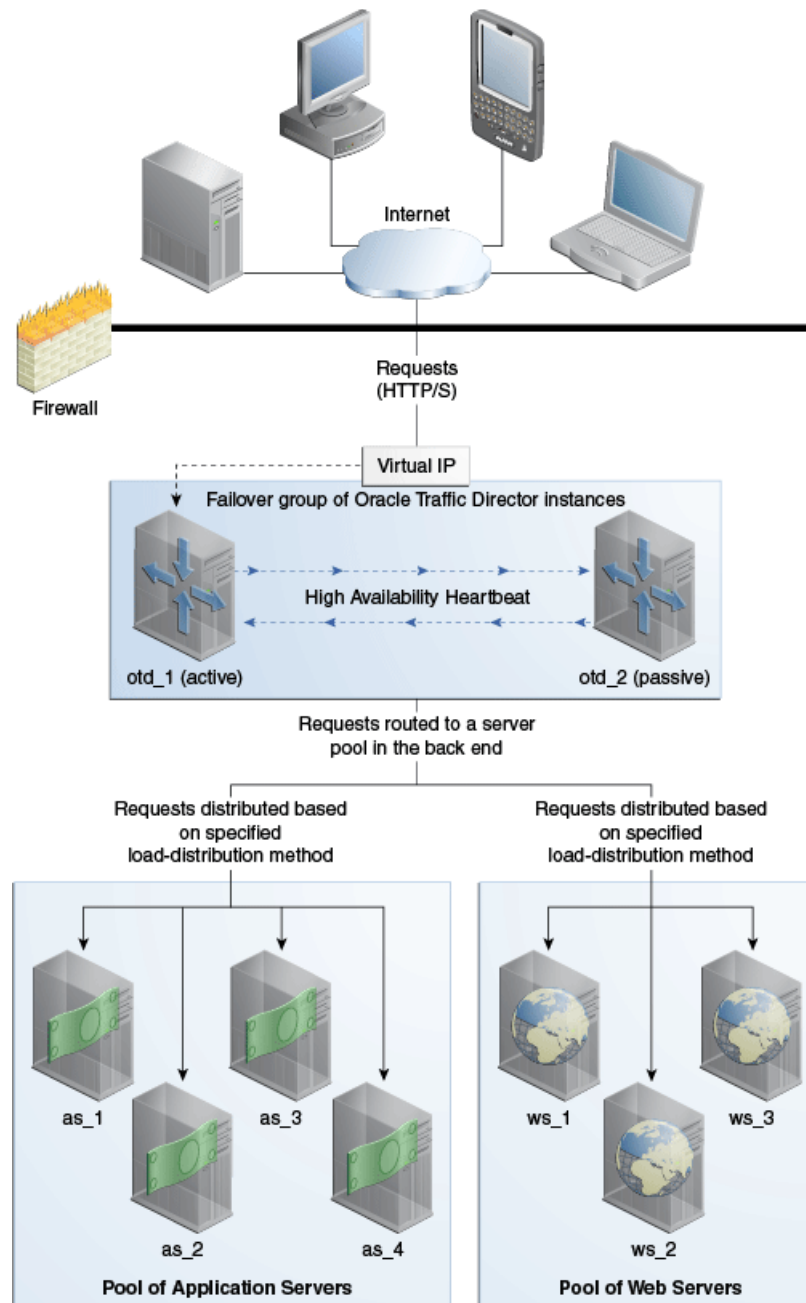 Internet
Firewall
Requests
(HTTP/S)
Virtual IP
Failover group of Oracle Traffic Director instances
High Availability Heartbeat
otd_1 (active)
otd_2 (passive)
Requests routed to a server
pool in the back end
Requests distributed based
on specified
load-distribution method
Requests distributed based
on specified
load-distribution method
as_1
as_3
ws_1
ws_3
as_2
as_4
ws_2
Pool of Application Servers
Pool of Web Servers